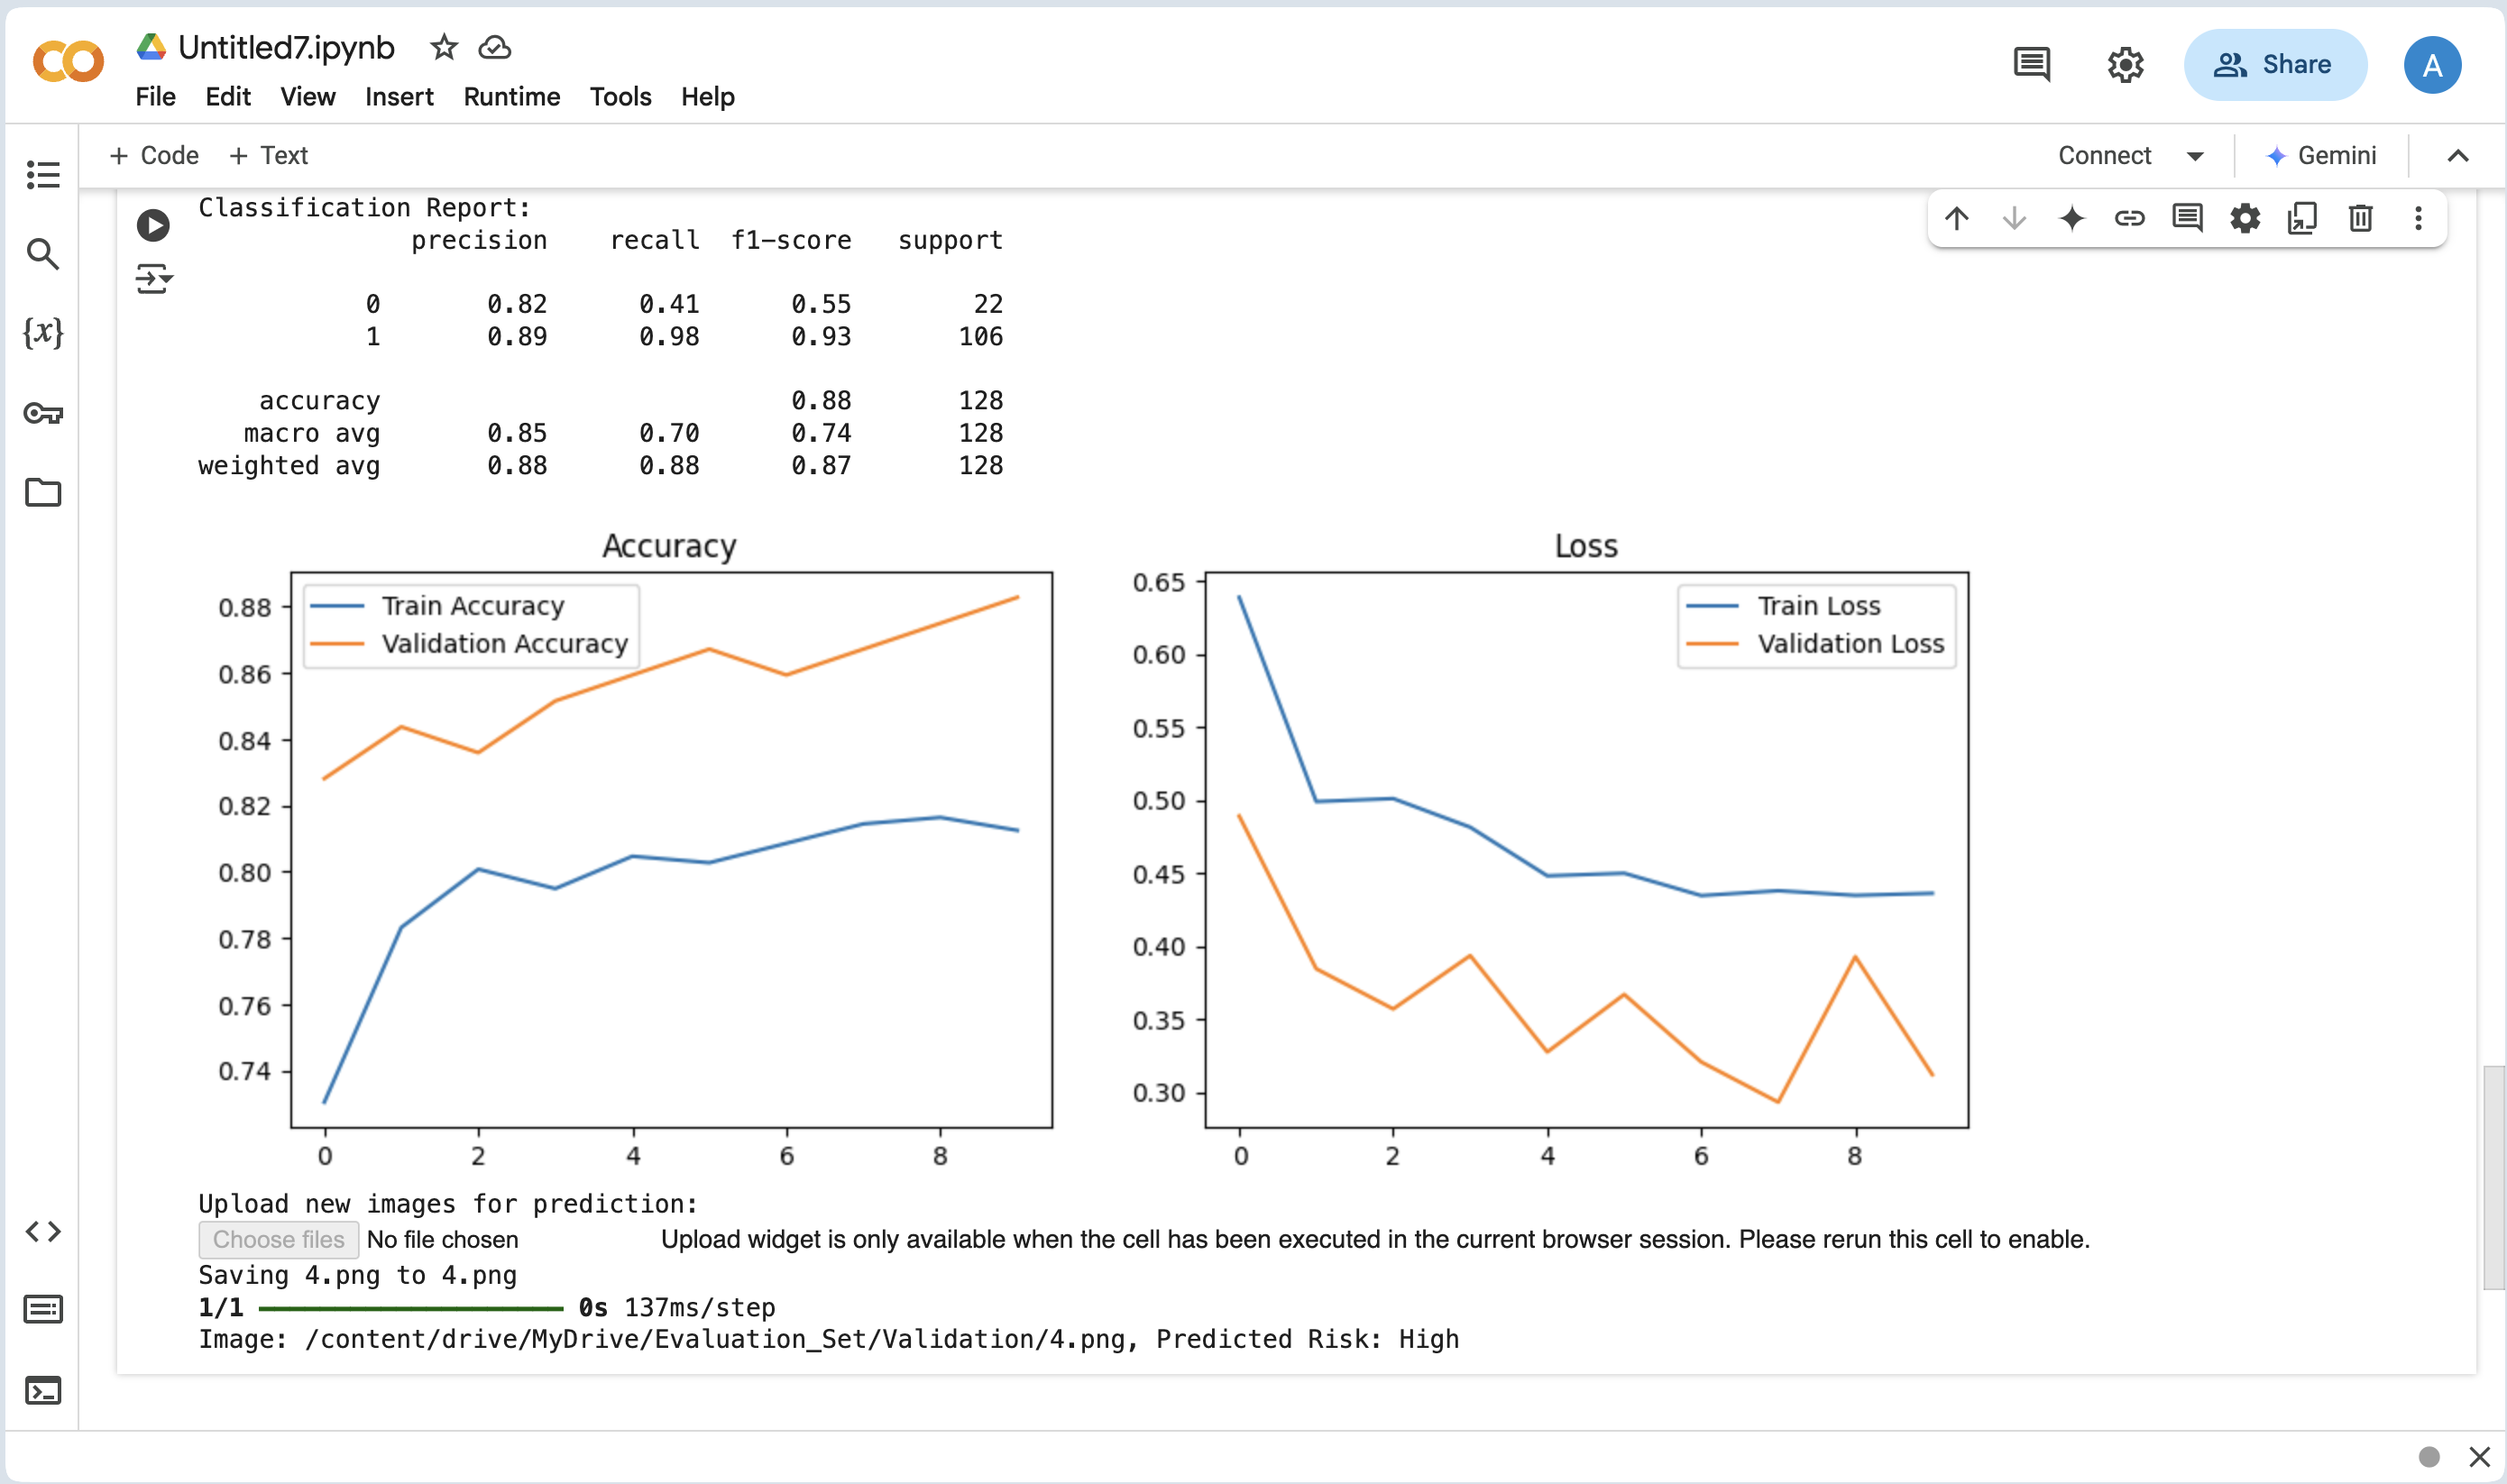 Untitled7.ipynb
File Edit View Insert Runtime Tools Help
Share
A
+ Code + Text
Connect
Gemini
{x}
Classification Report:
precision recall f1-score support
0 0.82 0.41 0.55 22
1 0.89 0.98 0.93 106
accuracy 0.88 128
macro avg 0.85 0.70 0.74 128
weighted avg 0.88 0.88 0.87 128
Accuracy
Train Accuracy
Validation Accuracy
0.88
0.86
0.84
0.82
0.80
0.78
0.76
0.74
0 2 4 6 8
Loss
Train Loss
Validation Loss
0.65
0.60
0.55
0.50
0.45
0.40
0.35
0.30
0 2 4 6 8
Upload new images for prediction:
Choose files No file chosen Upload widget is only available when the cell has been executed in the current browser session. Please rerun this cell to enable.
Saving 4.png to 4.png
1/1 0s 137ms/step
Image: /content/drive/MyDrive/Evaluation_Set/Validation/4.png, Predicted Risk: High